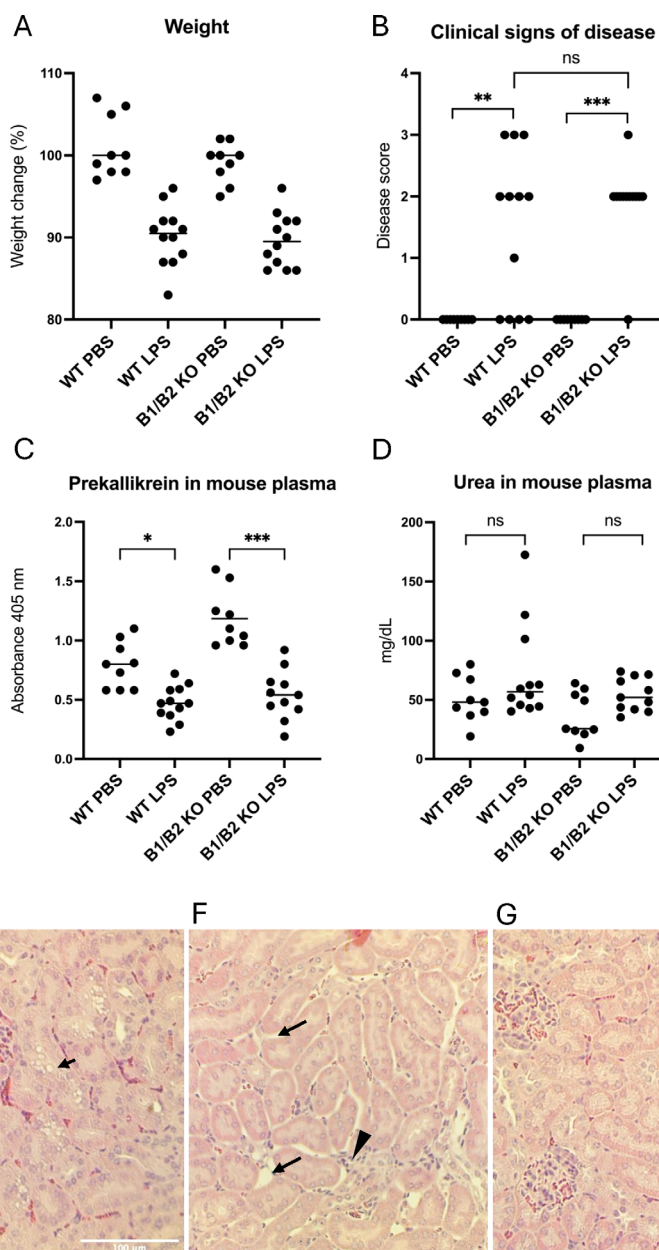 A
Weight
Weight change (%)
110
100
90
80
WT PBS
WT LPS
B1/B2 KO PBS
B1/B2 KO LPS
B
Clinical signs of disease
Disease score
4
3
2
1
0
ns
**
***
WT PBS
WT LPS
B1/B2 KO PBS
B1/B2 KO LPS
C
Prekallikrein in mouse plasma
Absorbance 405 nm
2.0
1.5
1.0
0.5
0.0
*
***
WT PBS
WT LPS
B1/B2 KO PBS
B1/B2 KO LPS
D
Urea in mouse plasma
mg/dL
200
150
100
50
0
ns
ns
WT PBS
WT LPS
B1/B2 KO PBS
B1/B2 KO LPS
F
G
100 µm